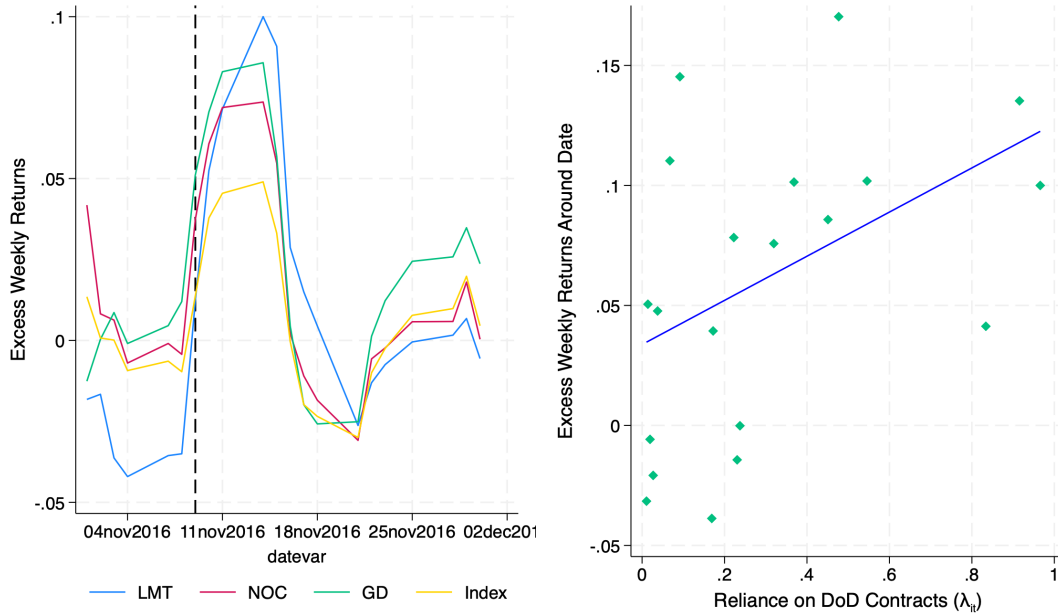 Excess Weekly Returns
.1
.05
0
-.05
04nov2016 11nov2016 18nov2016 25nov2016 02dec201
datevar
LMT NOC GD Index
Excess Weekly Returns Around Date
.15
.1
.05
0
-.05
0 .2 .4 .6 .8 1
Reliance on DoD Contracts (λit)